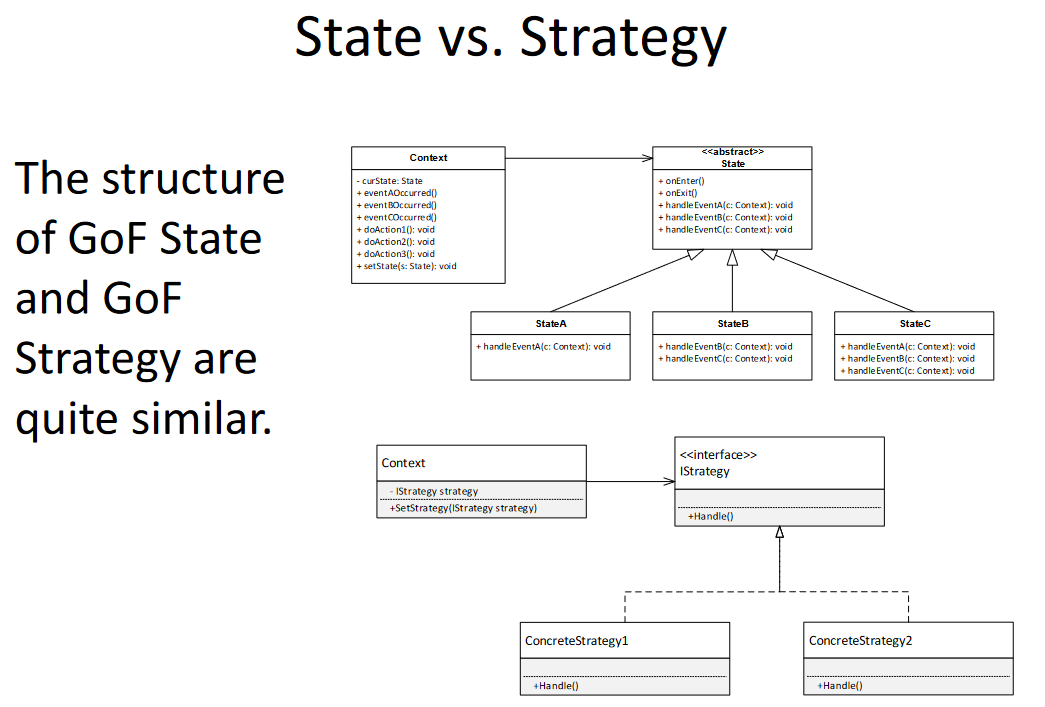 State vs. Strategy
The structure
of GoF State
and GoF
Strategy are
quite similar.
Context
- curState: State
+ eventAOccurred()
+ eventBOccurred()
+ eventCOccurred()
+ doAction1(): void
+ doAction2(): void
+ doAction3(): void
+ setState(s: State): void
<<abstract>>
State
+ onEnter()
+ onExit()
+ handleEventA(c: Context): void
+ handleEventB(c: Context): void
+ handleEventC(c: Context): void
StateA
+ handleEventA(c: Context): void
StateB
+ handleEventB(c: Context): void
+ handleEventC(c: Context): void
StateC
+ handleEventA(c: Context): void
+ handleEventB(c: Context): void
+ handleEventC(c: Context): void
Context
- IStrategy strategy
+SetStrategy(IStrategy strategy)
<<interface>>
IStrategy
+Handle()
ConcreteStrategy1
+Handle()
ConcreteStrategy2
+Handle()